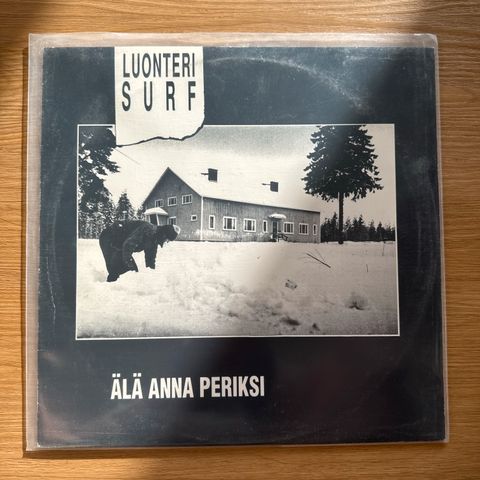 LUONTERI
SURF
ÄLÄ ANNA PERIKSI